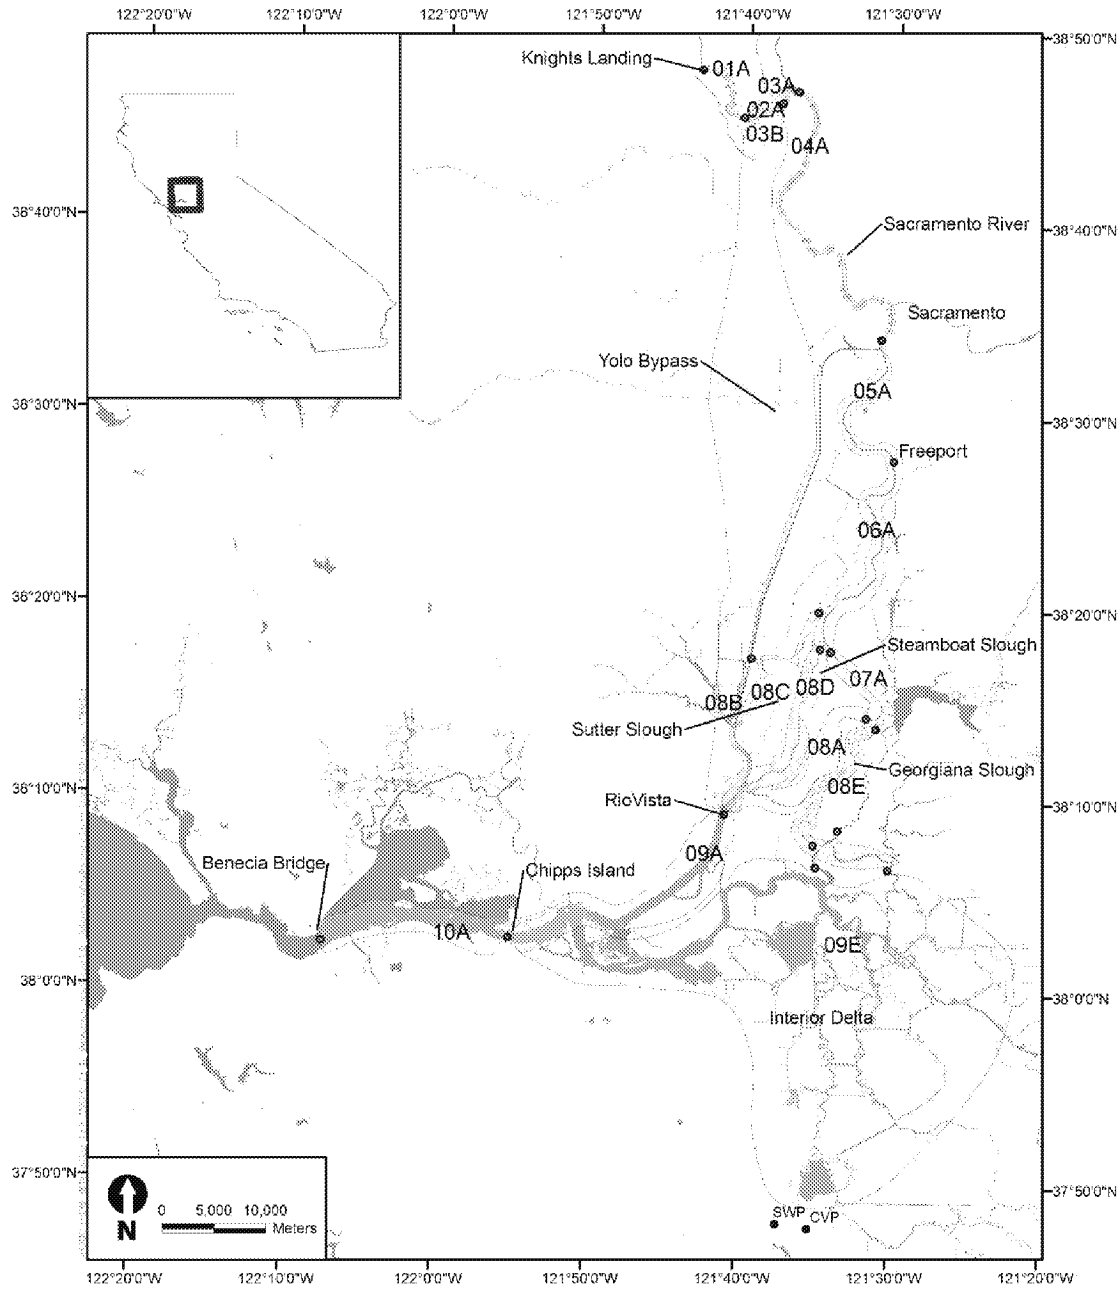 122°20'0"W 122°10'0"W 122°0'0"W 121°50'0"W 121°40'0"W 121°30'0"W
38°50'0"N
Knights Landing
01A
03A
02A
03B
04A
38°40'0"N
Sacramento River
38°40'0"N
Sacramento
Yolo Bypass
05A
38°30'0"N
38°30'0"N
Freeport
06A
38°20'0"N
38°20'0"N
Steamboat Slough
07A
08D
08C
08B
Sutter Slough
08A
Georgiana Slough
08E
38°10'0"N
RioVista
38°10'0"N
09A
Benecia Bridge
Chipps Island
10A
09E
38°0'0"N
38°0'0"N
Interior Delta
37°50'0"N
37°50'0"N
SWP
CVP
N
0 5,000 10,000
Meters
122°20'0"W 122°10'0"W 122°0'0"W 121°50'0"W 121°40'0"W 121°30'0"W 121°20'0"W